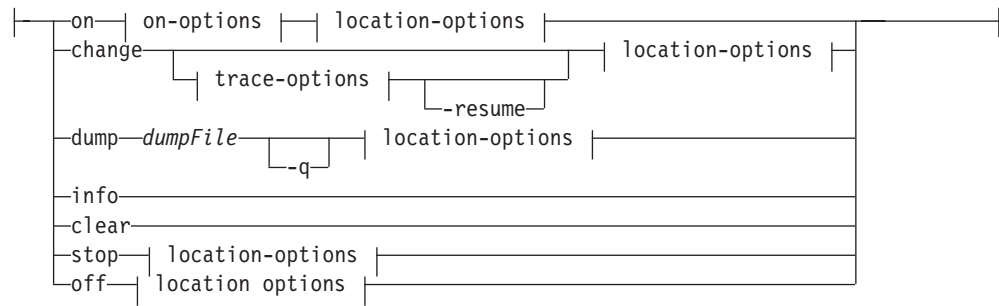 on on-options location-options
change location-options
trace-options
-resume
dump dumpFile location-options
-q
info
clear
stop location-options
off location options